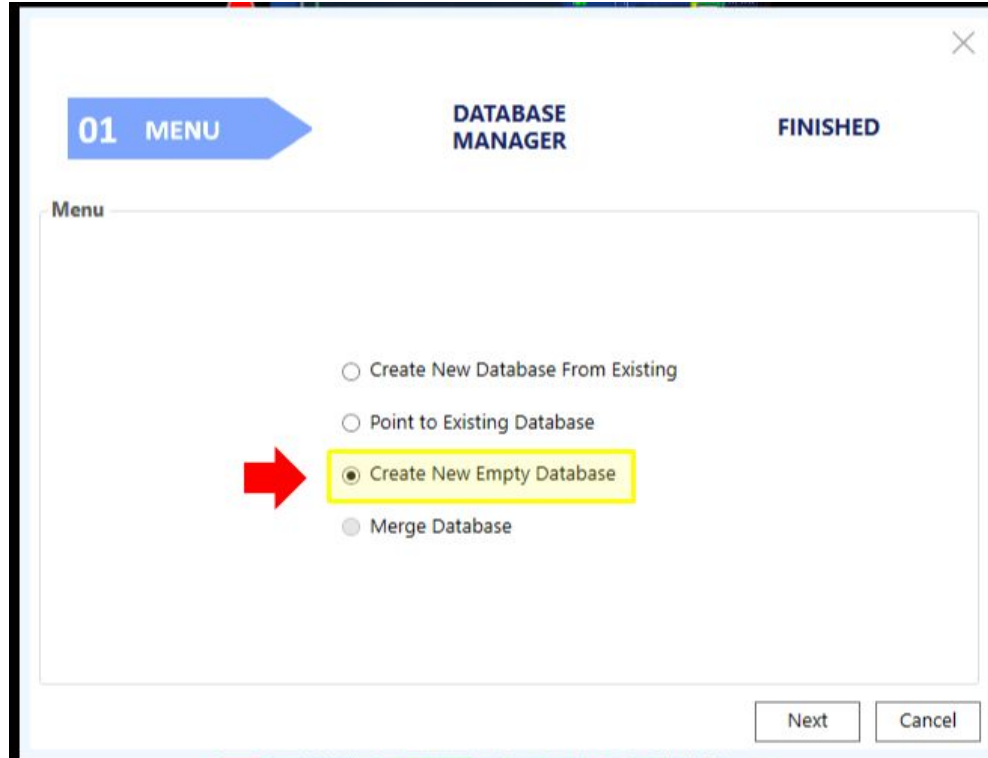 01 MENU
DATABASE
MANAGER
FINISHED
Menu
Create New Database From Existing
Point to Existing Database
Create New Empty Database
Merge Database
Next
Cancel